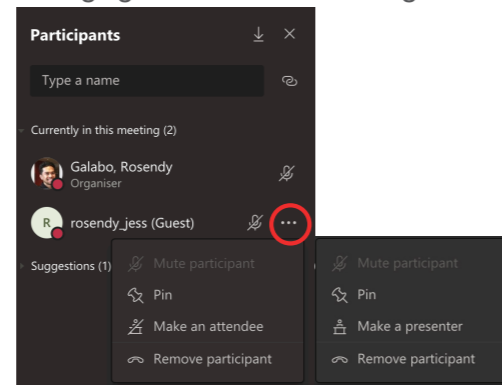 Participants
Type a name
Currently in this meeting (2)
Galabo, Rosendy
Organiser
R
rosendy_jess (Guest)
Suggestions (1)
Mute participant
Pin
Make an attendee
Remove participant
Mute participant
Pin
Make a presenter
Remove participant